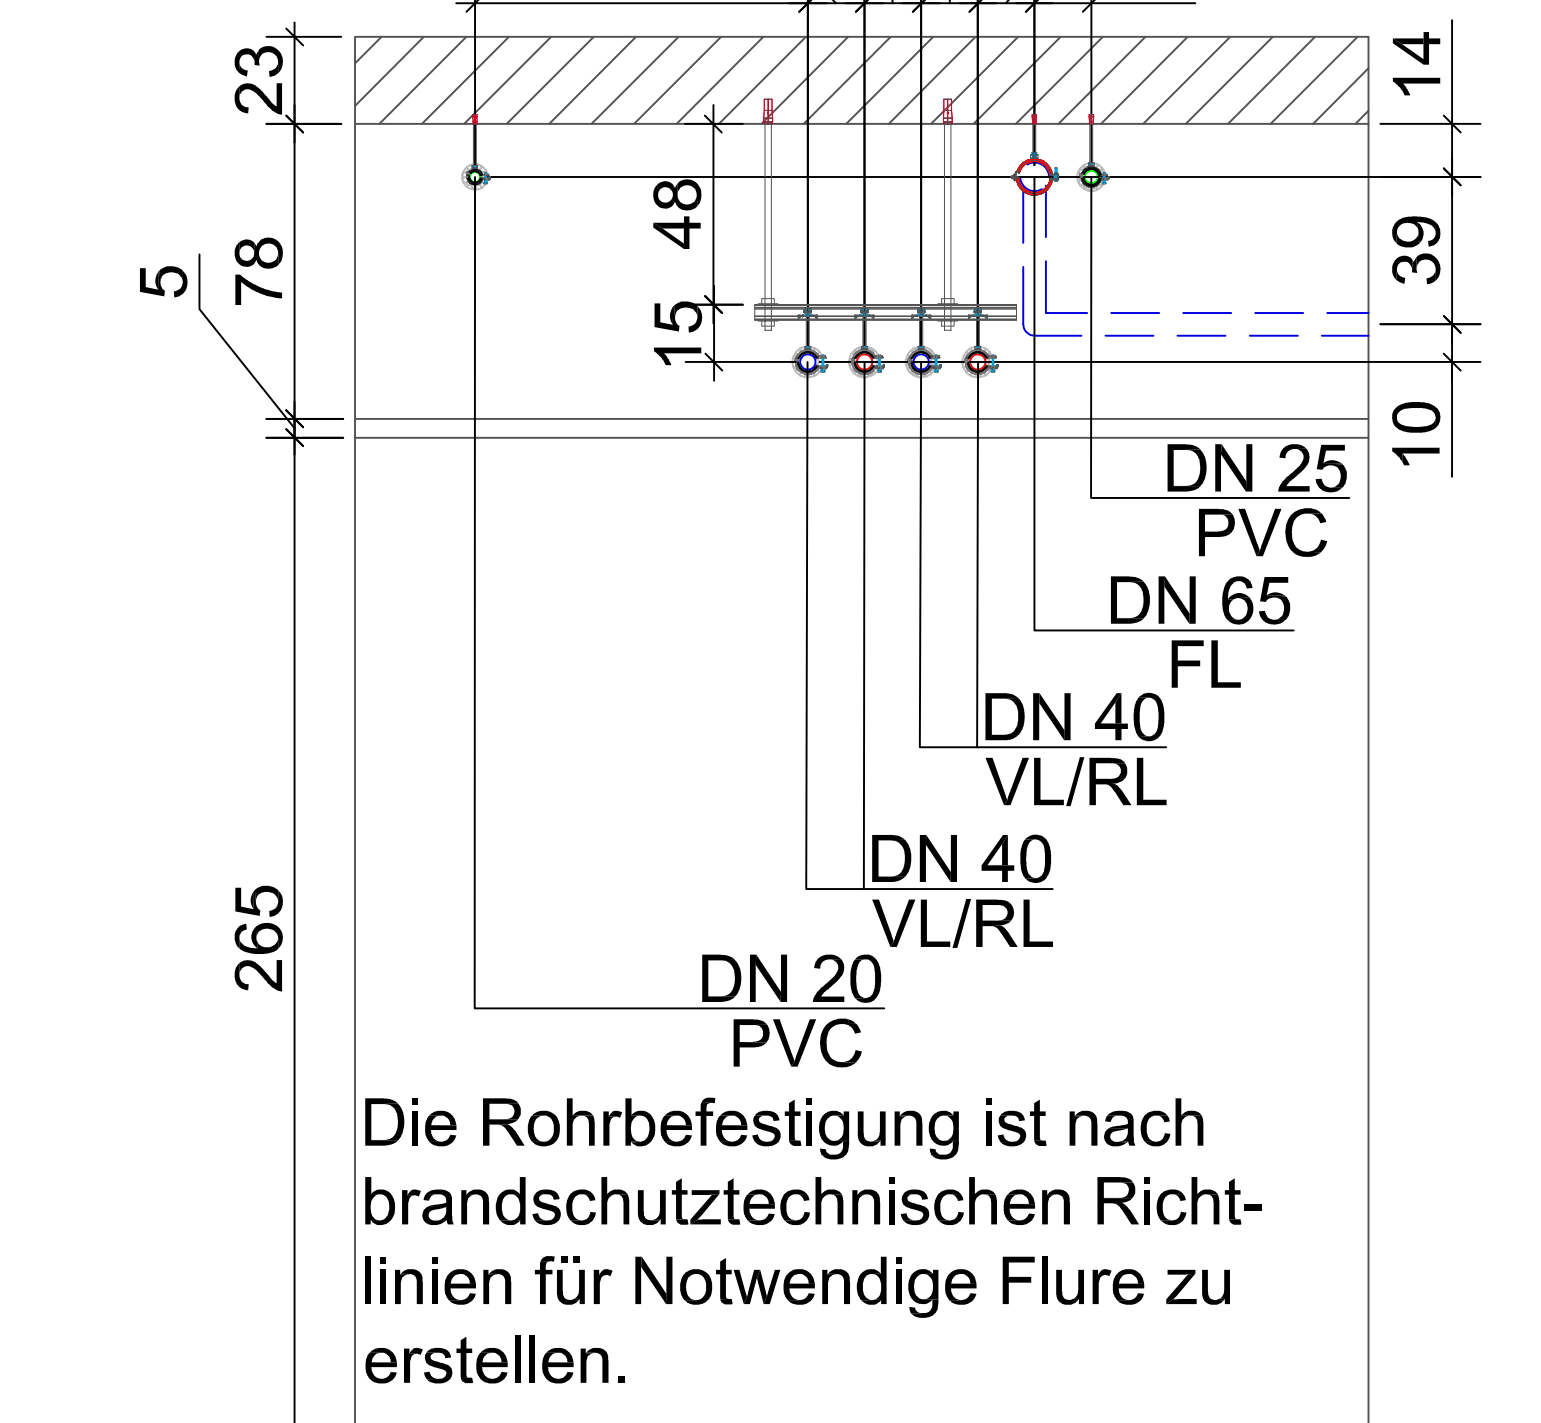 23
14
48
39
78
5
15
10
DN 25
PVC
DN 65
FL
DN 40
VL/RL
DN 40
VL/RL
265
DN 20
PVC
Die Rohrbefestigung ist nach
brandschutztechnischen Richt-
linien für Notwendige Flure zu
erstellen.